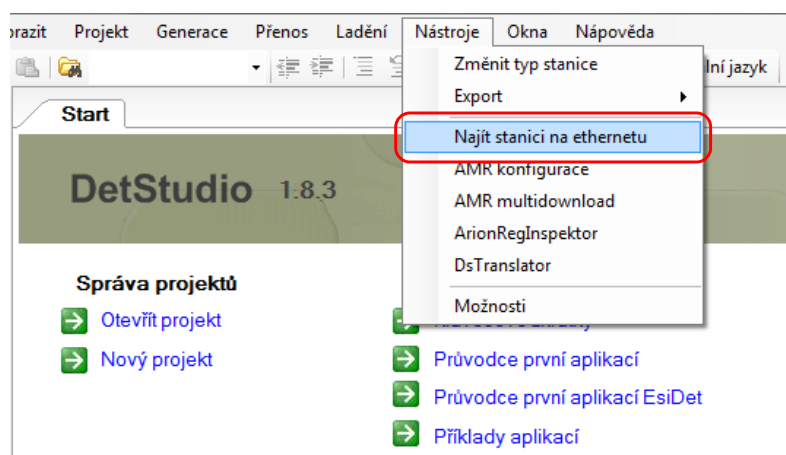 Projekt Generace Přenos Ladění Nástroje Okna Nápověda
Změnit typ stanice
jazyk
Export
Start
Najít stanici na ethernetu
AMR konfigurace
DetStudio 1.8.3
AMR multidownload
ArionRegInspektor
DsTranslator
Možnosti
Správa projektů
Otevřít projekt
Nový projekt
Průvodce první aplikací
Průvodce první aplikací EsiDet
Příklady aplikací